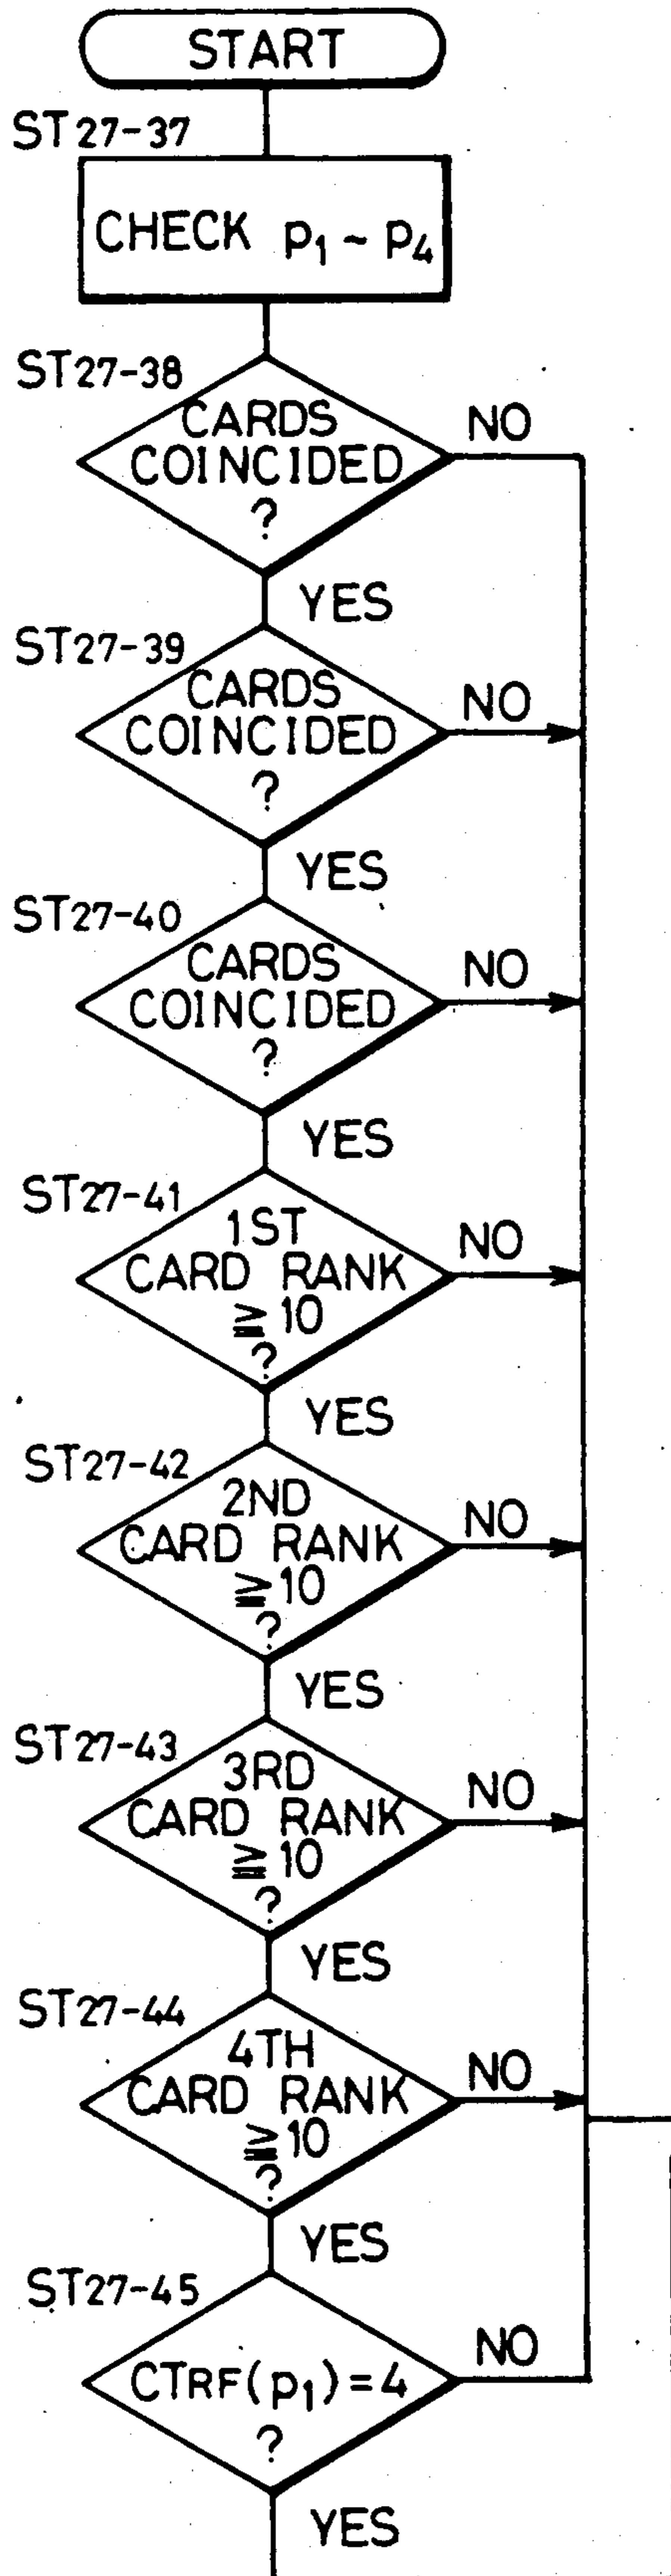 START
ST27-37
CHECK p₁ ~ p₄
ST27-38
CARDS
COINCIDED
?
NO
YES
ST27-39
CARDS
COINCIDED
?
NO
YES
ST27-40
CARDS
COINCIDED
?
NO
YES
ST27-41
1ST
CARD RANK
≧ 10
?
NO
YES
ST27-42
2ND
CARD RANK
≧ 10
?
NO
YES
ST27-43
3RD
CARD RANK
≧ 10
?
NO
YES
ST27-44
4TH
CARD RANK
≧ 10
?
NO
YES
ST27-45
CTRF(p₁)=4
?
NO
YES